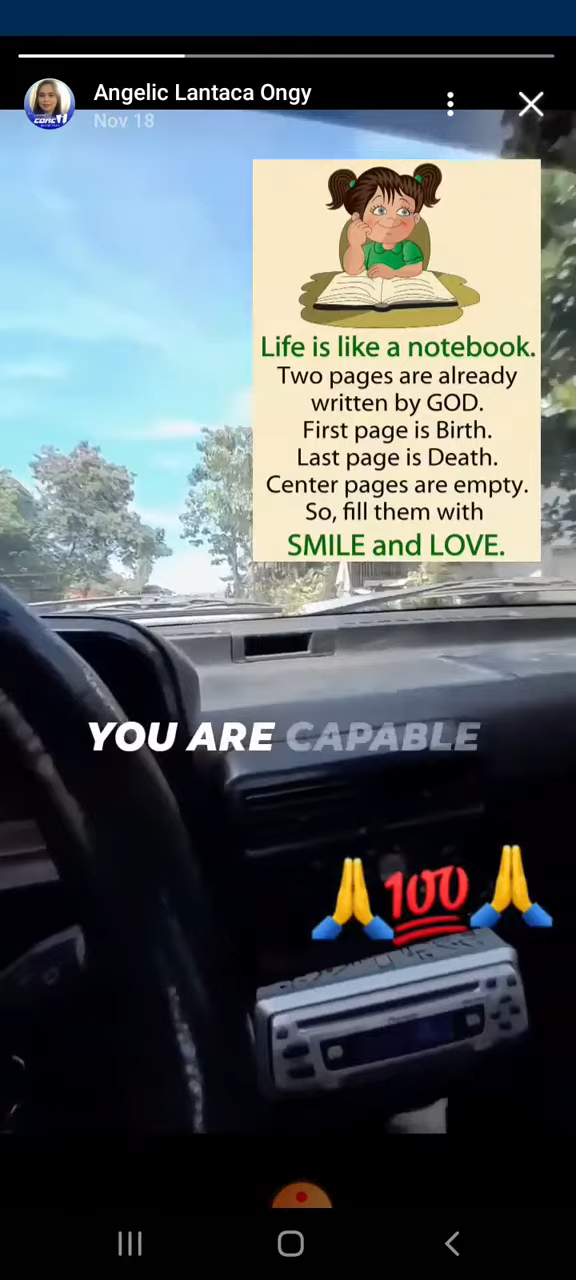 Angelic Lantaca Ongy
Nov 18
Life is like a notebook.
Two pages are already
written by GOD.
First page is Birth.
Last page is Death.
Center pages are empty.
So, fill them with
SMILE and LOVE.
YOU ARE CAPABLE
100